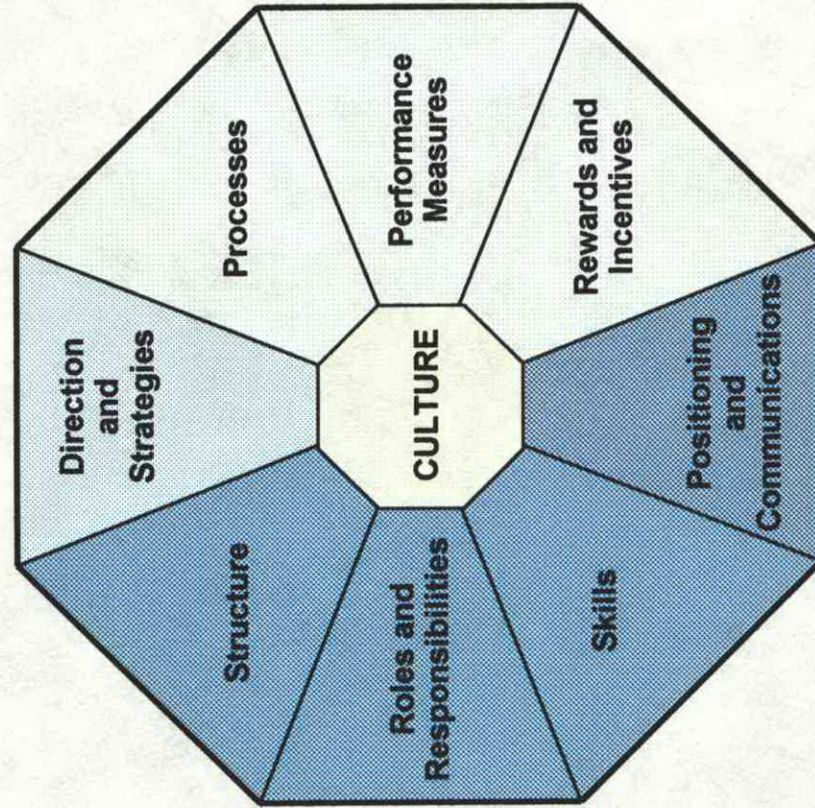 Roles and
Responsibilities
Structure
Direction
and
Strategies
Processes
Performance
Measures
Rewards and
Incentives
Positioning
and
Communications
Skills
CULTURE